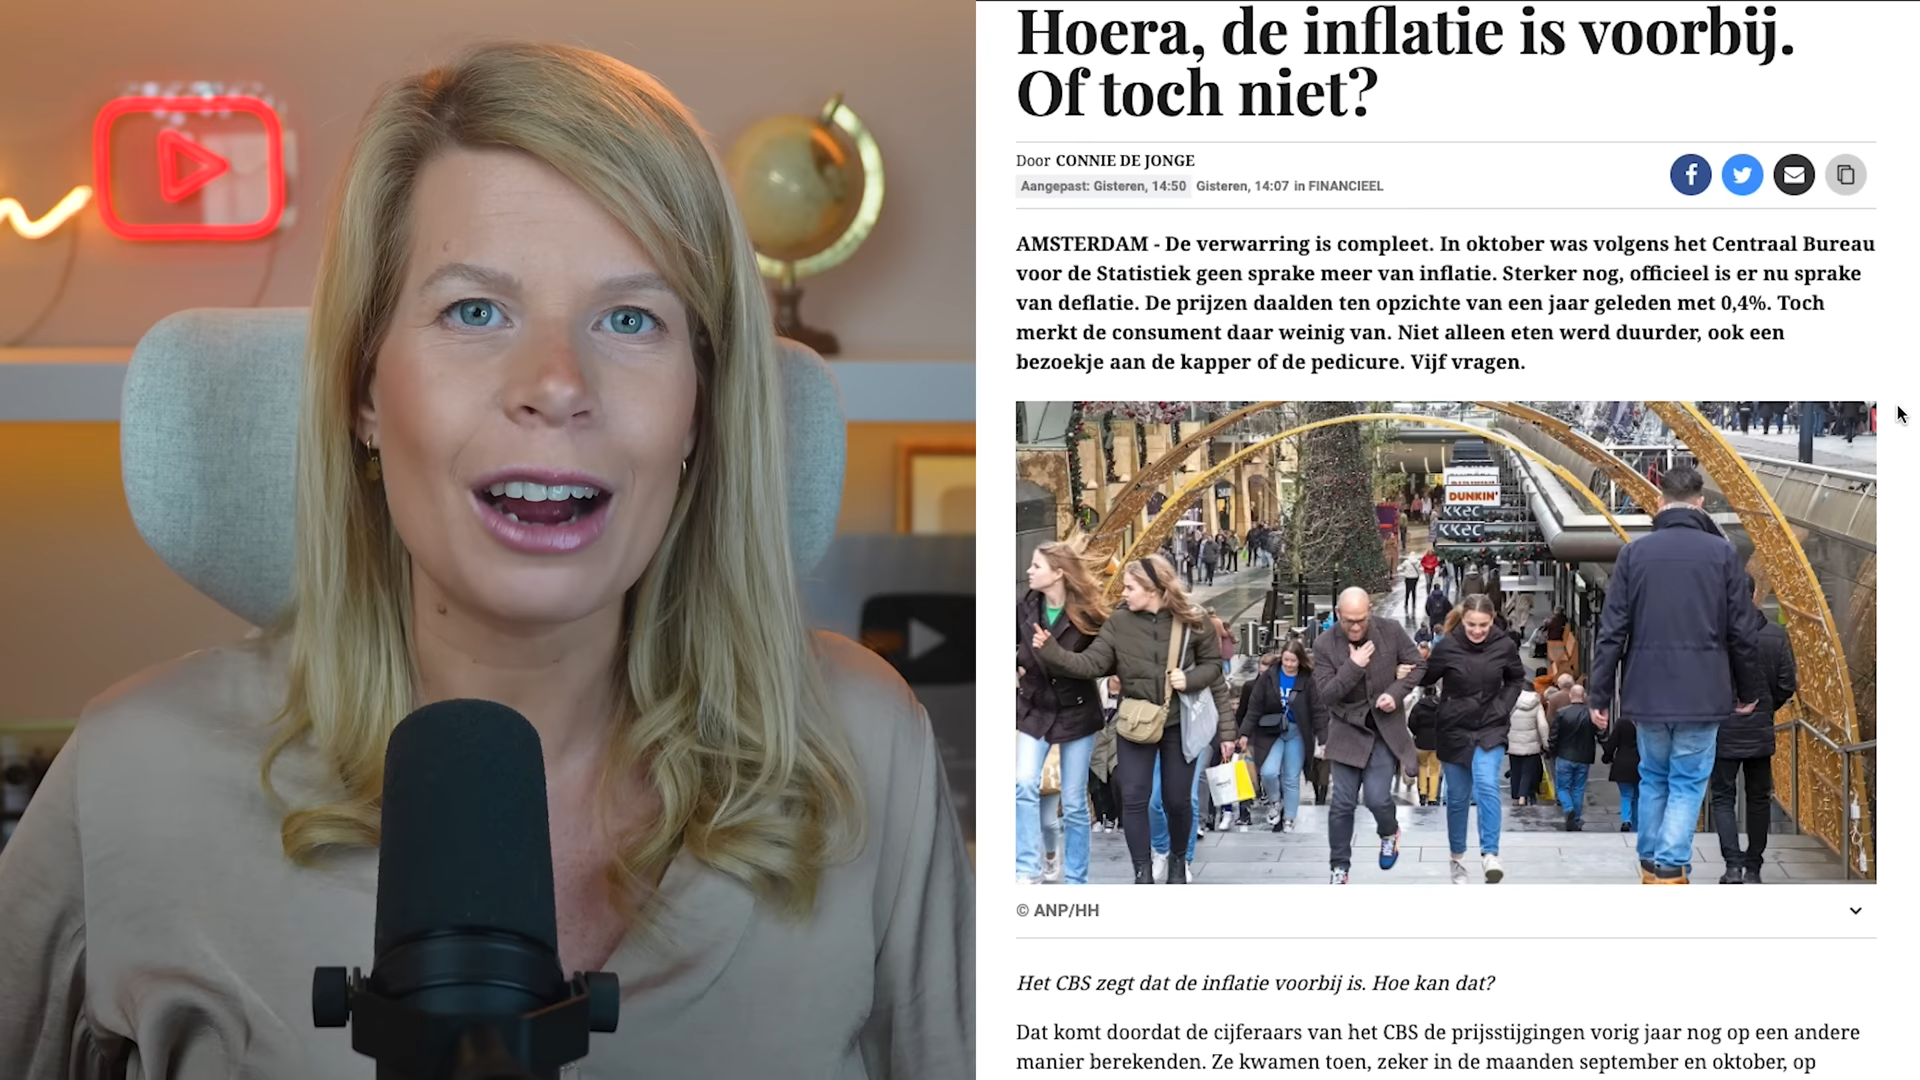 Hoera, de inflatie is voorbij.
Of toch niet?
Door CONNIE DE JONGE
Aangepast: Gisteren, 14:50 Gisteren, 14:07 in FINANCIEEL
AMSTERDAM - De verwarring is compleet. In oktober was volgens het Centraal Bureau
voor de Statistiek geen sprake meer van inflatie. Sterker nog, officieel is er nu sprake
van deflatie. De prijzen daalden ten opzichte van een jaar geleden met 0,4%. Toch
merkt de consument daar weinig van. Niet alleen eten werd duurder, ook een
bezoekje aan de kapper of de pedicure. Vijf vragen.
DUNKIN'
© ANP/HH
Het CBS zegt dat de inflatie voorbij is. Hoe kan dat?
Dat komt doordat de cijferaars van het CBS de prijsstijgingen vorig jaar nog op een andere
manier berekenden. Ze kwamen toen, zeker in de maanden september en oktober, op